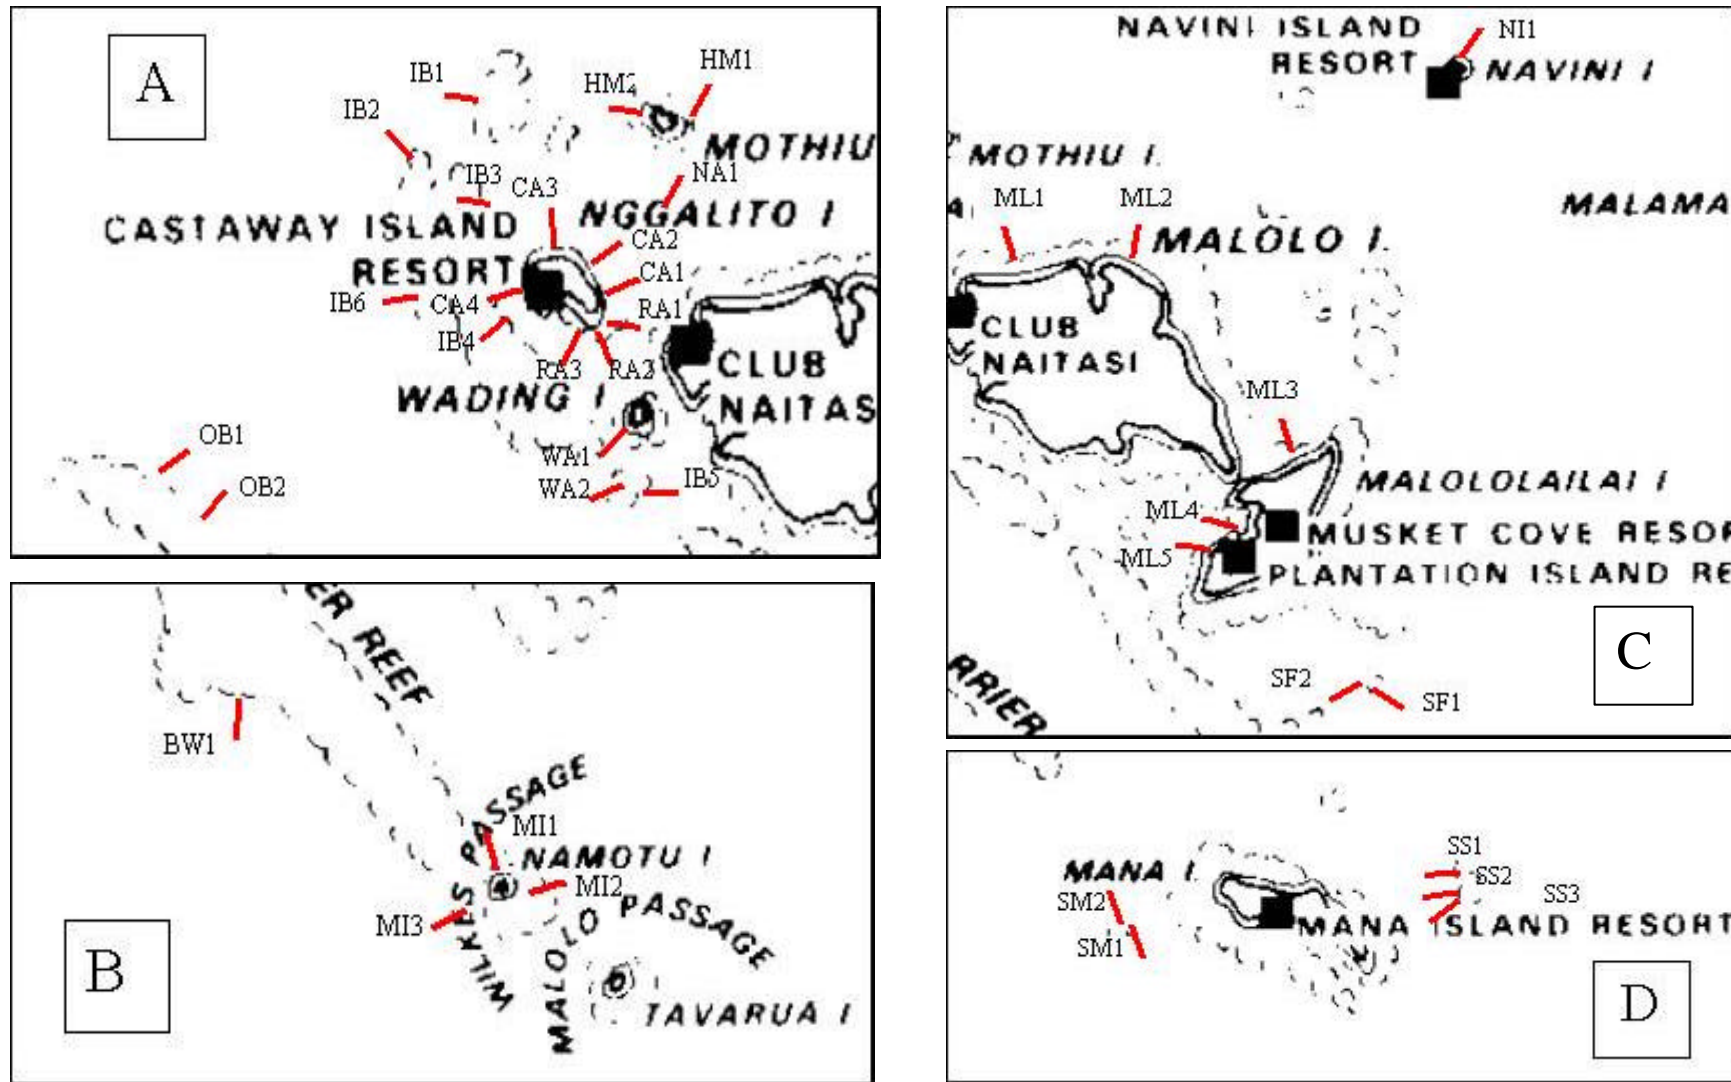 A
IB1
HM2
HM1
IB2
MOTHIU
IB3
CA3
NA1
NGGALITO I
CASTAWAY ISLAND
RESORT
CA2
CA1
IB6
CA4
RA1
IB4
RA3
RA2
CLUB
NAITAS
WADING I
OB1
WA1
OB2
WA2
IB5
ER REEF
BW1
WILKES PASSAGE
MI1
NAMOTU I
MI2
MI3
MALOLO PASSAGE
B
TAVARUA I
NAVINI ISLAND
RESORT
NI1
NAVINI I
MOTHIU I.
ML1
ML2
MALAMA
MALOLO I.
CLUB
NAITASI
ML3
MALOLOLAILAI I
ML4
MUSKET COVE RESOR
ML5
PLANTATION ISLAND RE
C
RRIER
SF2
SF1
SS1
MANA I.
SS2
SM2
SS3
MANA ISLAND RESORT
SM1
D